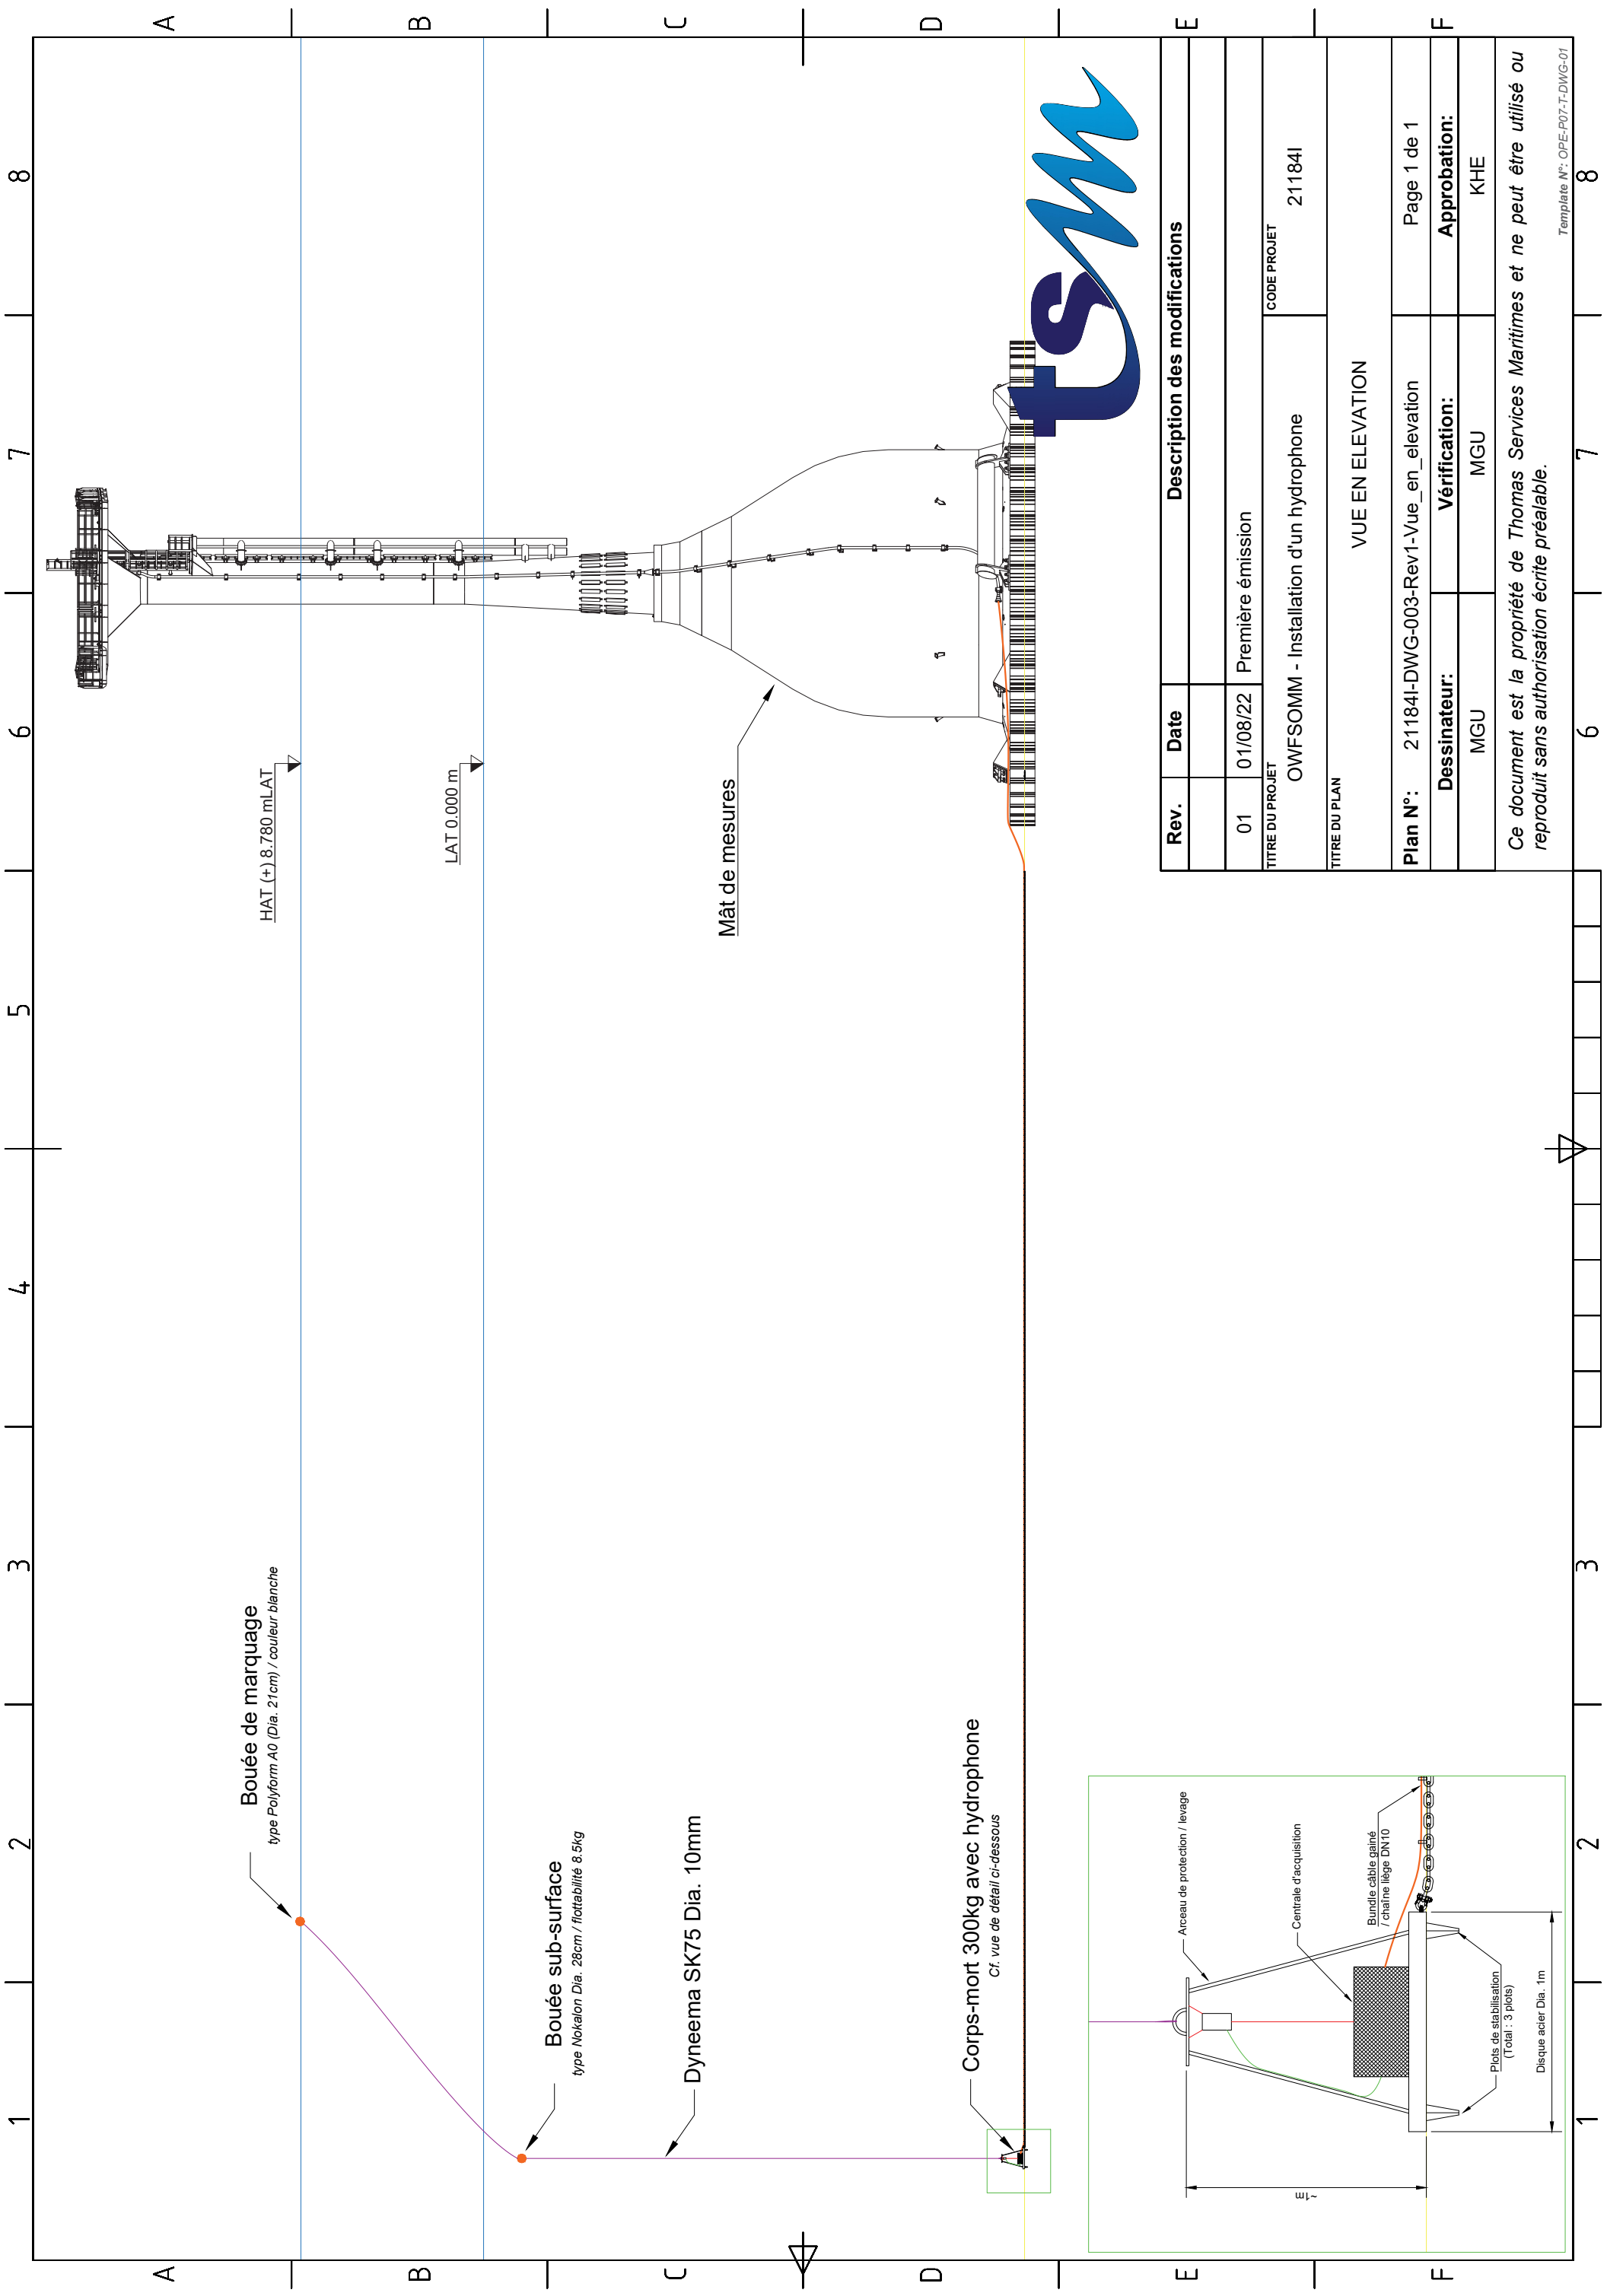 1
2
3
4
5
6
7
8
A
A
B
B
C
C
D
D
E
E
F
F
1
2
3
6
7
8
HAT (+) 8.780 mLAT
LAT 0.000 m
Mât de mesures
Bouée de marquage
type Polyform A0 (Dia. 21cm) / couleur blanche
Bouée sub-surface
type Nokalon Dia. 28cm / flottabilité 8.5kg
Dyneema SK75 Dia. 10mm
Corps-mort 300kg avec hydrophone
Cf. vue de détail ci-dessous
Arceau de protection / levage
Centrale d'acquisition
Bundle câble gainé
/ chaîne liège DN10
Plots de stabilisation
(Total : 3 plots)
Disque acier Dia. 1m
~1m
tsm
Rev.
Date
Description des modifications
01
01/08/22
Première émission
TITRE DU PROJET
CODE PROJET
OWFSOMM - Installation d'un hydrophone
21184I
TITRE DU PLAN
VUE EN ELEVATION
Plan N°:
21184I-DWG-003-Rev1-Vue_en_elevation
Page 1 de 1
Dessinateur:
Vérification:
Approbation:
MGU
MGU
KHE
Ce document est la propriété de Thomas Services Maritimes et ne peut être utilisé ou
reproduit sans authorisation écrite préalable.
Template N°: OPE-P07-T-DWG-01